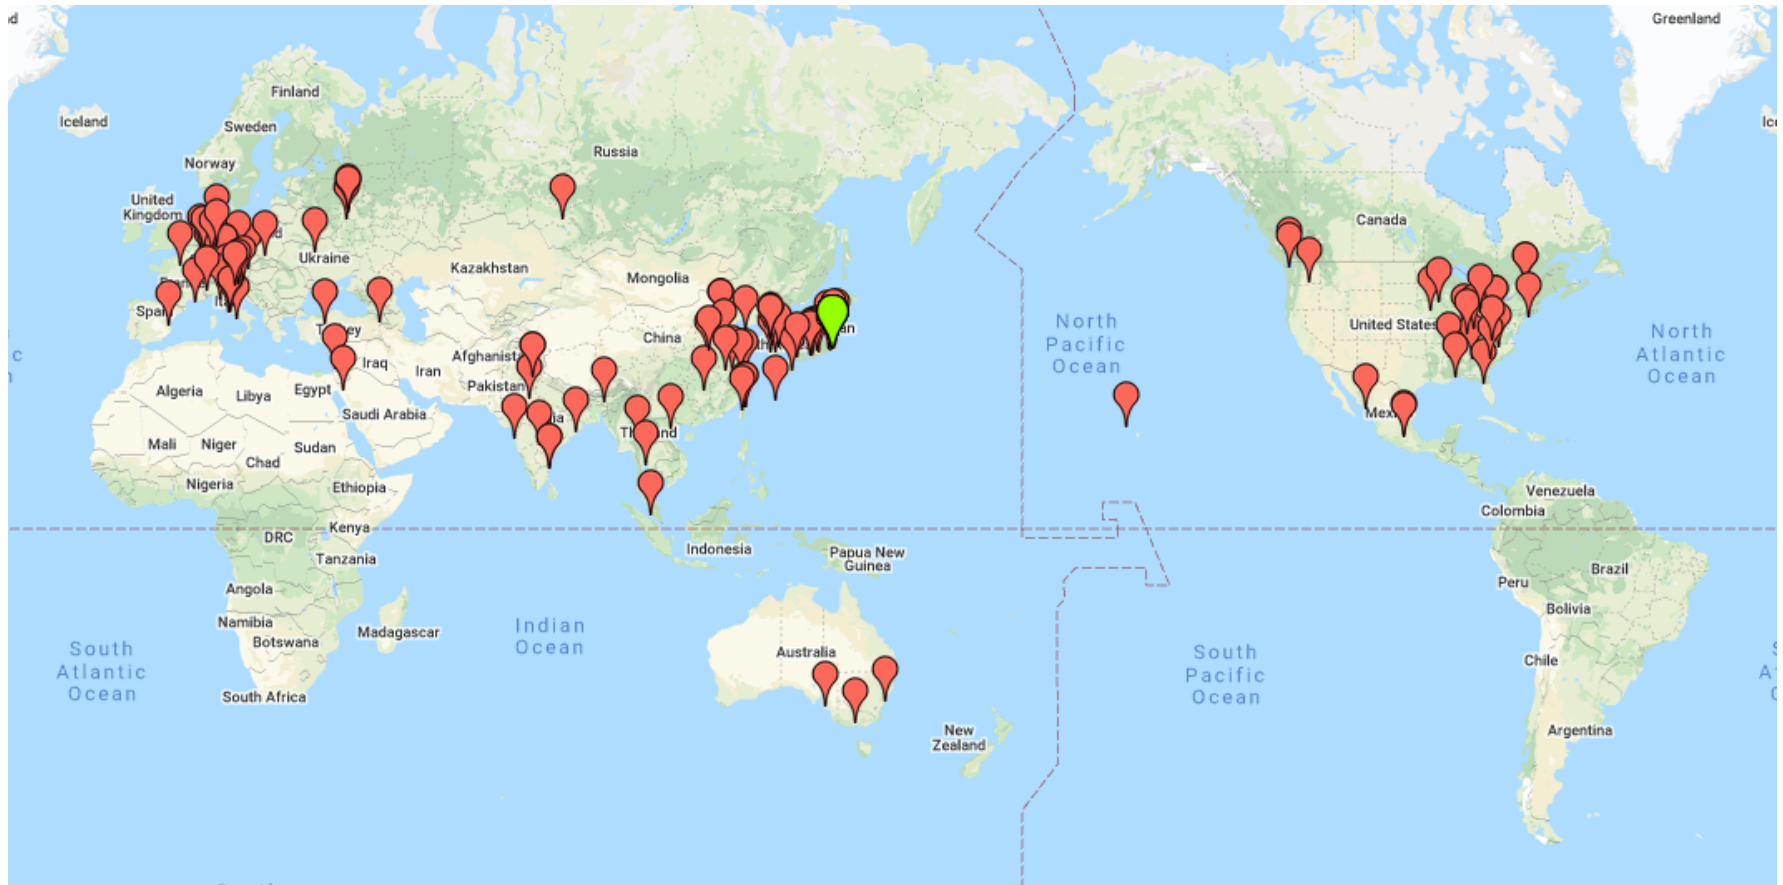 Greenland
Finland
Iceland
Sweden
Russia
Norway
United
Kingdom
Canada
Ukraine
Kazakhstan
Mongolia
North
Pacific
Ocean
United States
North
Atlantic
Ocean
China
Iraq
Iran
Algeria
Libya
Egypt
Pakistan
Saudi Arabia
Mali
Niger
Chad
Sudan
Nigeria
Ethiopia
Venezuela
Colombia
DRC
Kenya
Tanzania
Indonesia
Papua New
Guinea
Peru
Brazil
Angola
Bolivia
Namibia
Botswana
Madagascar
Indian
Ocean
South
Atlantic
Ocean
Australia
South
Pacific
Ocean
Chile
South Africa
New
Zealand
Argentina